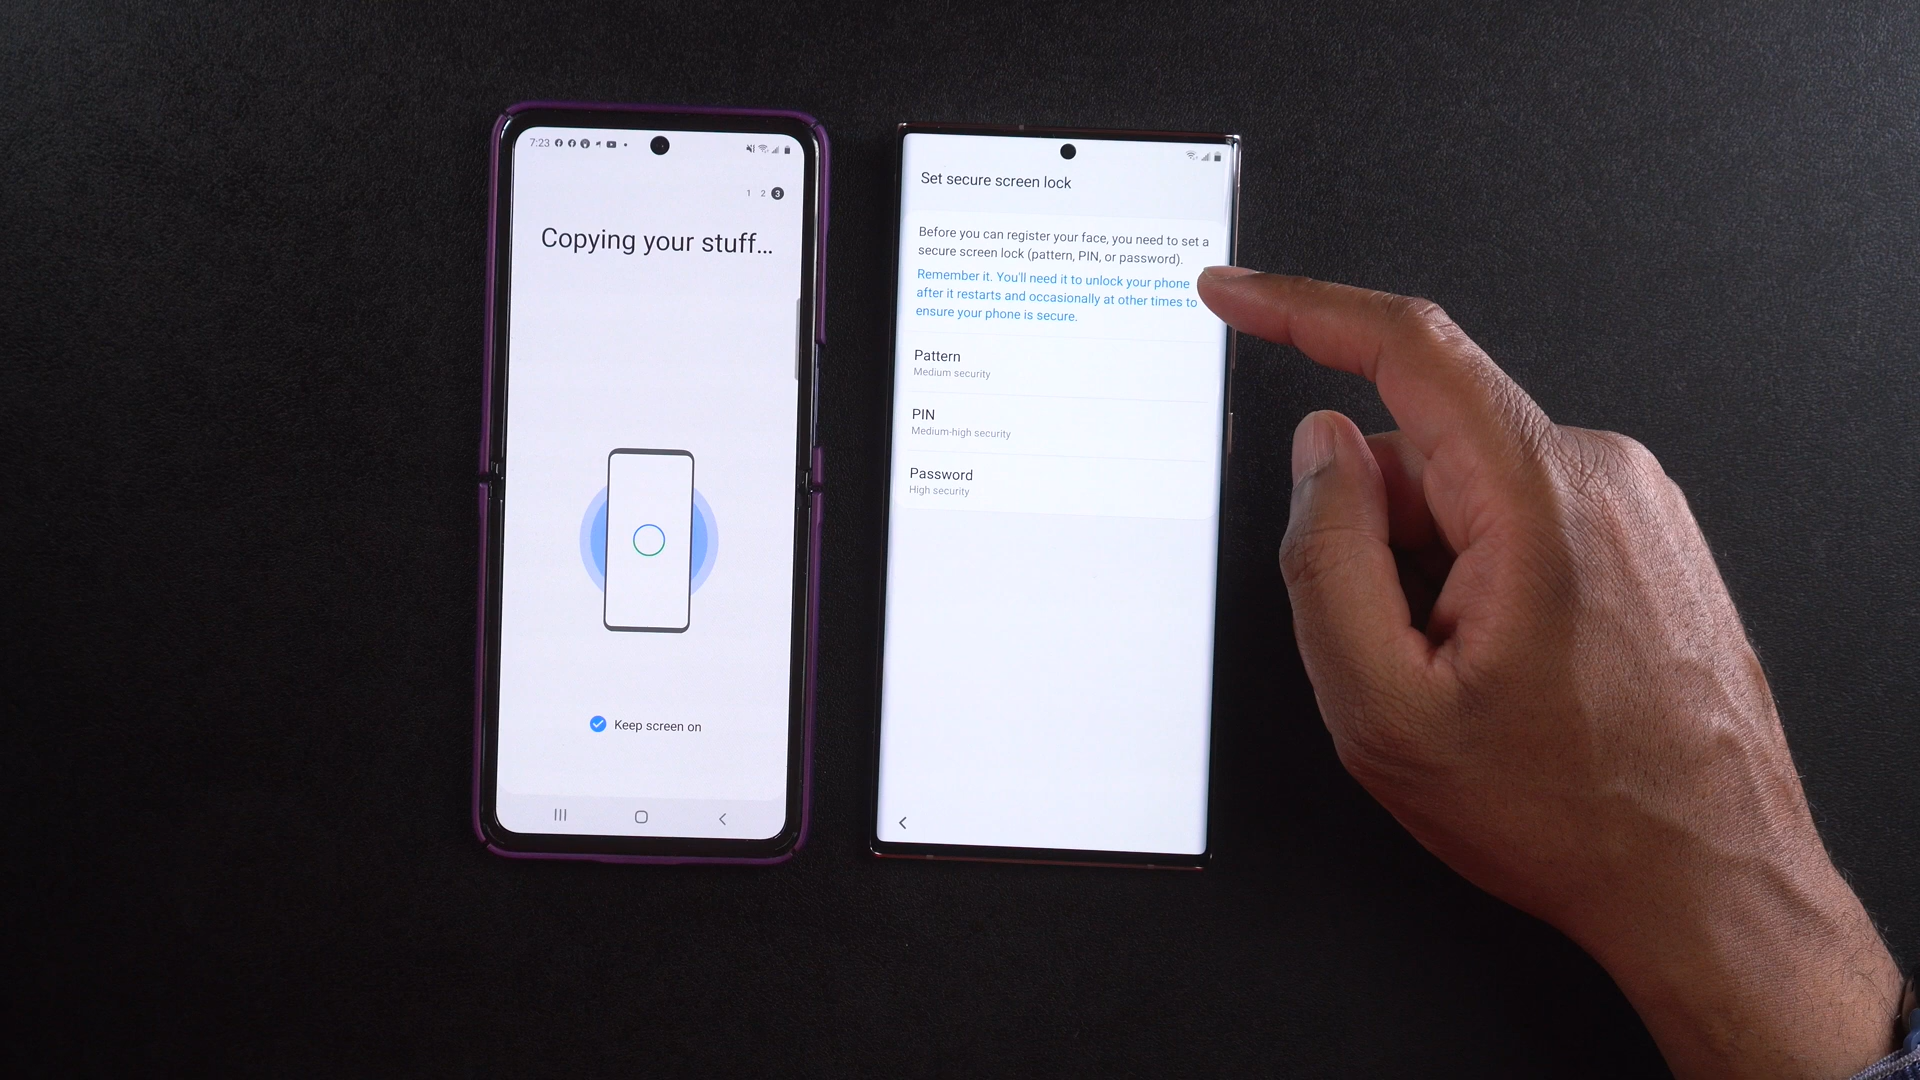 7:23
1 2 3
Copying your stuff...
Keep screen on
Set secure screen lock
Before you can register your face, you need to set a
secure screen lock (pattern, PIN, or password).
Remember it. You'll need it to unlock your phone
after it restarts and occasionally at other times to
ensure your phone is secure.
Pattern
Medium security
PIN
Medium-high security
Password
High security